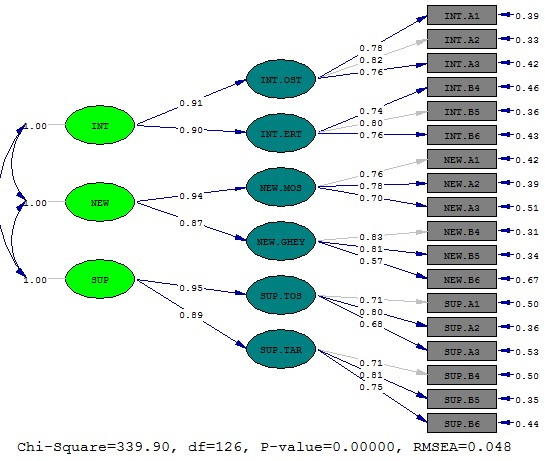 INT.A1 0.39
0.78
INT.A2 0.33
0.82
INT.OST
0.76
INT.A3 0.42
0.91
0.74
INT.B4 0.46
1.00 INT
0.80
INT.B5 0.36
0.90
INT.ERT
0.76
INT.B6 0.43
NEW.A1 0.42
0.76
NEW.MOS
0.78
NEW.A2 0.39
0.94
0.70
NEW.A3 0.51
1.00 NEW
0.87
NEW.B4 0.31
0.83
NEW.GHEY
0.81
NEW.B5 0.34
0.57
NEW.B6 0.67
1.00 SUP
0.95
SUP.TOS
0.71
SUP.A1 0.50
0.80
SUP.A2 0.36
0.68
SUP.A3 0.53
0.89
SUP.TAR
0.71
SUP.B4 0.50
0.81
SUP.B5 0.35
0.75
SUP.B6 0.44
Chi-Square=339.90, df=126, P-value=0.00000, RMSEA=0.048